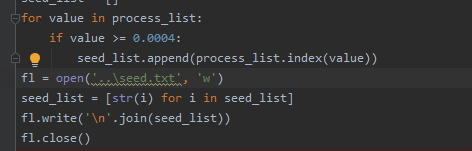 seed_list = []
for value in process_list:
    if value >= 0.0004:
        seed_list.append(process_list.index(value))
fl = open('..\seed.txt', 'w')
seed_list = [str(i) for i in seed_list]
fl.write('\n'.join(seed_list))
fl.close()